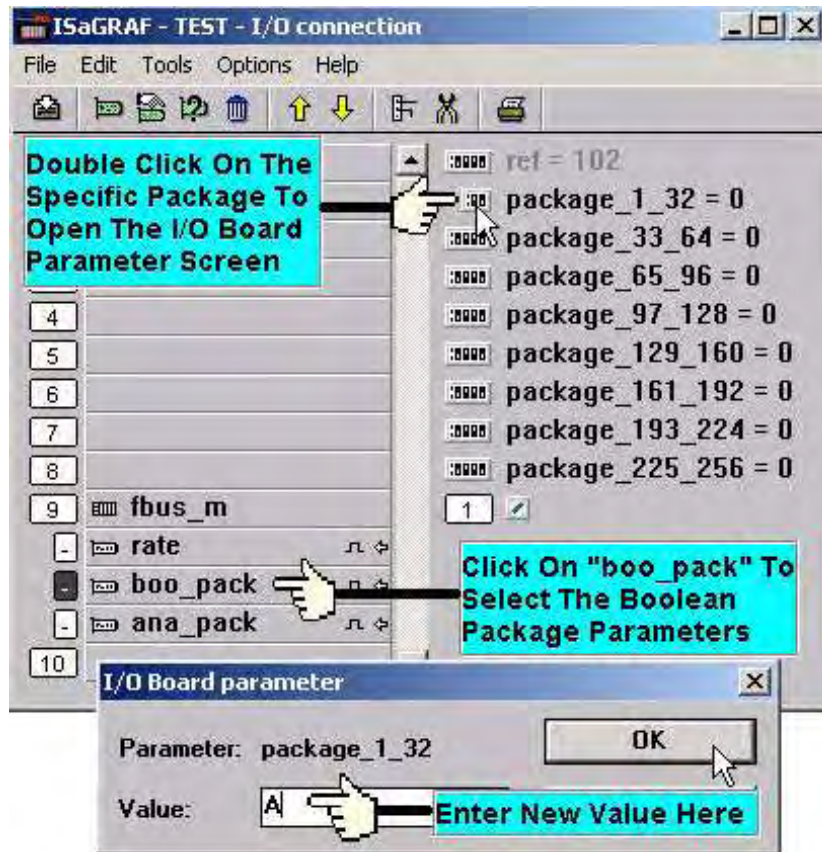 ISaGRAF - TEST - I/O connection
File Edit Tools Options Help
Double Click On The
Specific Package To
Open The I/O Board
Parameter Screen
ref = 102
package_1_32 = 0
package_33_64 = 0
package_65_96 = 0
package_97_128 = 0
package_129_160 = 0
package_161_192 = 0
package_193_224 = 0
package_225_256 = 0
1
4
5
6
7
8
9 fbus_m
rate
boo_pack
ana_pack
10
Click On "boo_pack" To
Select The Boolean
Package Parameters
I/O Board parameter
Parameter: package_1_32
OK
Value: A
Enter New Value Here